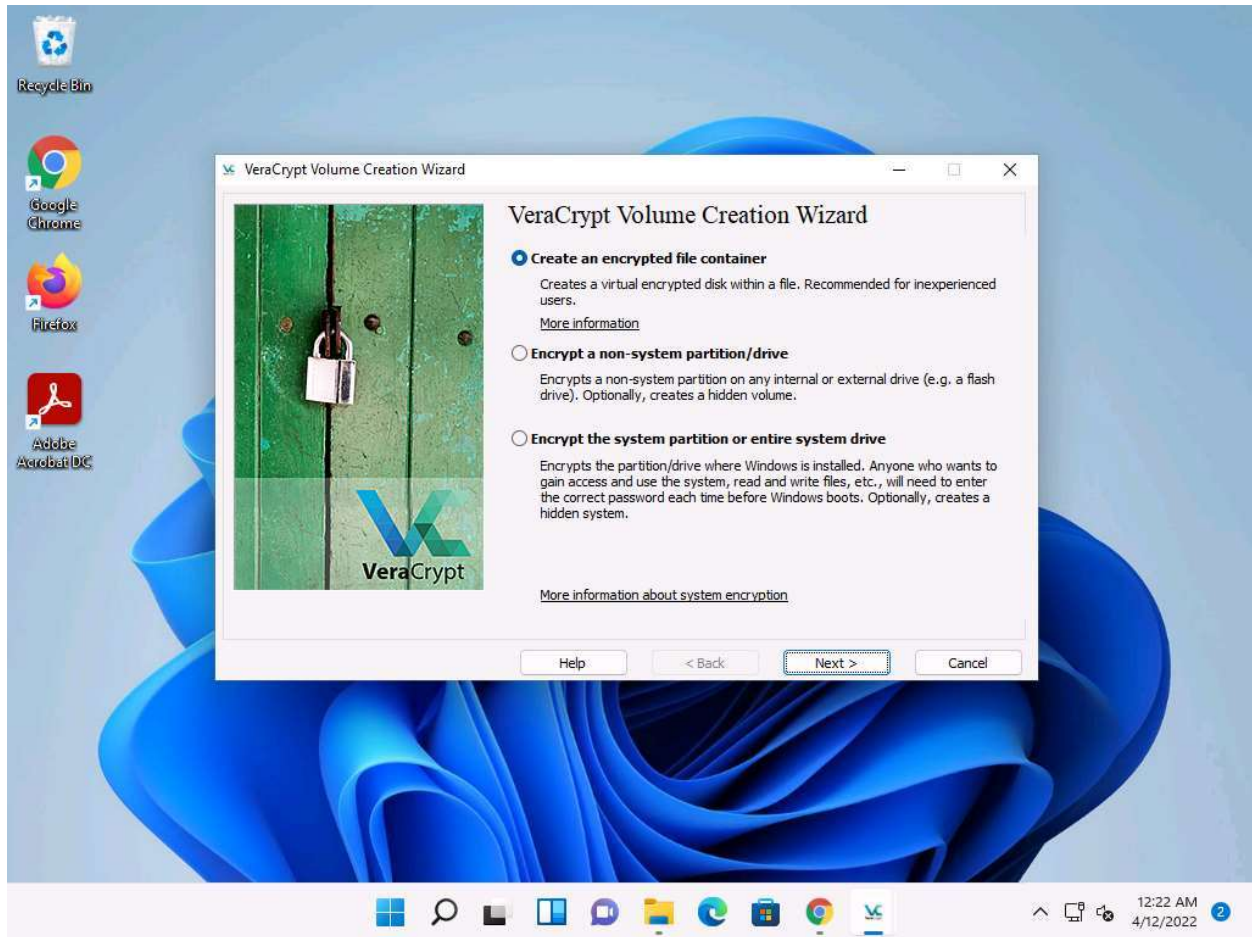 Recycle Bin
Google
Chrome
Firefox
Adobe
Acrobat DC
VeraCrypt Volume Creation Wizard
VeraCrypt
VeraCrypt Volume Creation Wizard
Create an encrypted file container
Creates a virtual encrypted disk within a file. Recommended for inexperienced
users.
More information
Encrypt a non-system partition/drive
Encrypts a non-system partition on any internal or external drive (e.g. a flash
drive). Optionally, creates a hidden volume.
Encrypt the system partition or entire system drive
Encrypts the partition/drive where Windows is installed. Anyone who wants to
gain access and use the system, read and write files, etc., will need to enter
the correct password each time before Windows boots. Optionally, creates a
hidden system.
More information about system encryption
Help < Back Next > Cancel
12:22 AM
4/12/2022
2